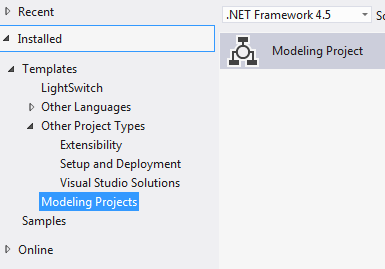 Recent
.NET Framework 4.5
Installed
Modeling Project
Templates
LightSwitch
Other Languages
Other Project Types
Extensibility
Setup and Deployment
Visual Studio Solutions
Modeling Projects
Samples
Online